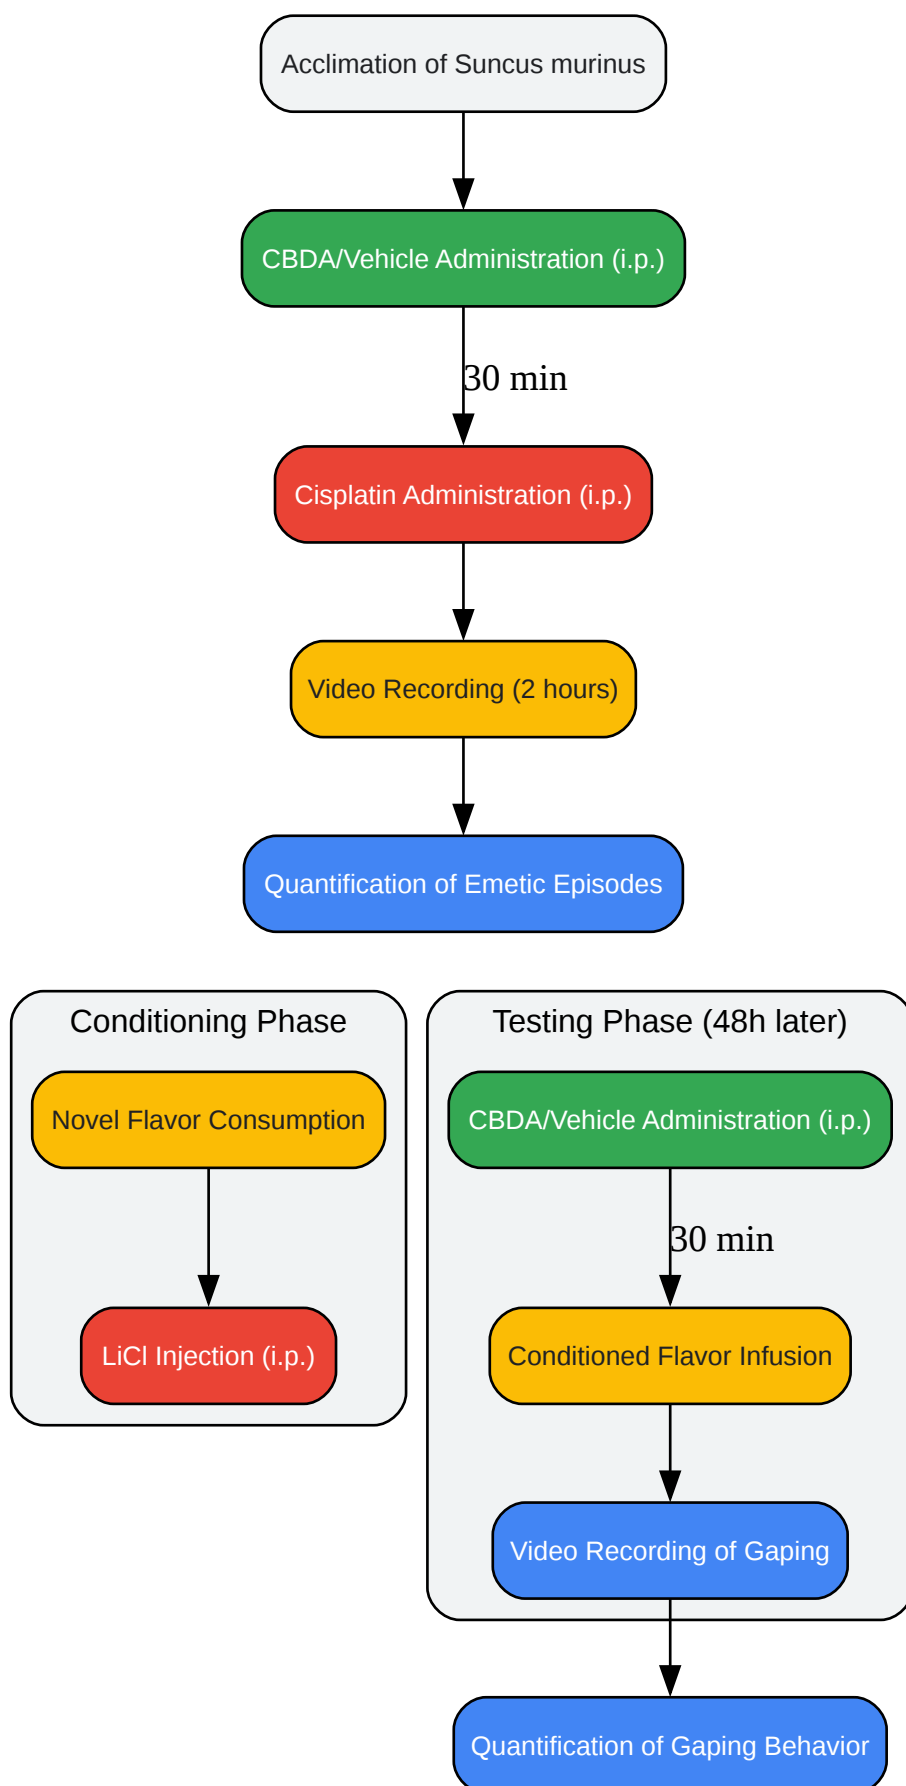 Acclimation of Suncus murinus
CBDA/Vehicle Administration (i.p.)
30 min
Cisplatin Administration (i.p.)
Video Recording (2 hours)
Quantification of Emetic Episodes
Conditioning Phase
Novel Flavor Consumption
LiCl Injection (i.p.)
Testing Phase (48h later)
CBDA/Vehicle Administration (i.p.)
30 min
Conditioned Flavor Infusion
Video Recording of Gaping
Quantification of Gaping Behavior